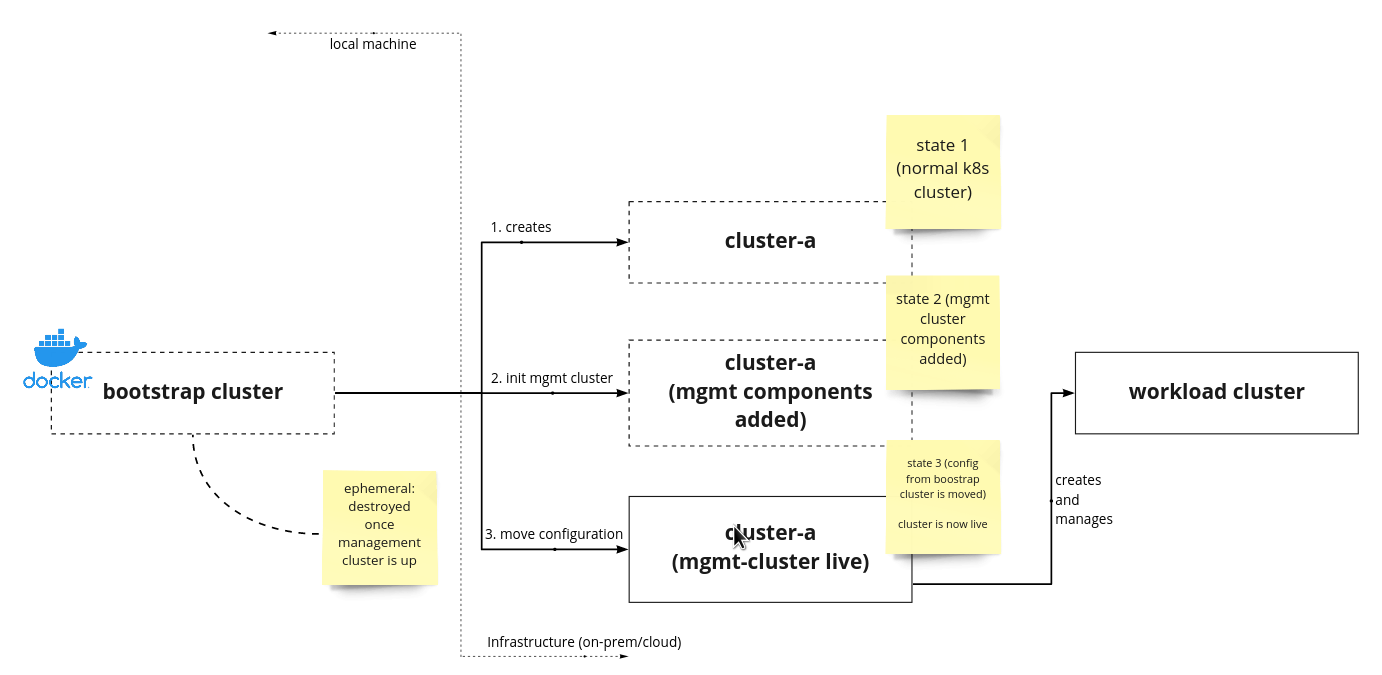 local machine
state 1
(normal k8s
cluster)
1. creates
cluster-a
state 2 (mgmt
cluster
components
added)
2. init mgmt cluster
cluster-a
(mgmt components
added)
docker
bootstrap cluster
workload cluster
state 3 (config
from boostrap
cluster is moved)
cluster is now live
ephemeral:
destroyed
once
management
cluster is up
3. move configuration
cluster-a
(mgmt-cluster live)
creates
and
manages
Infrastructure (on-prem/cloud)